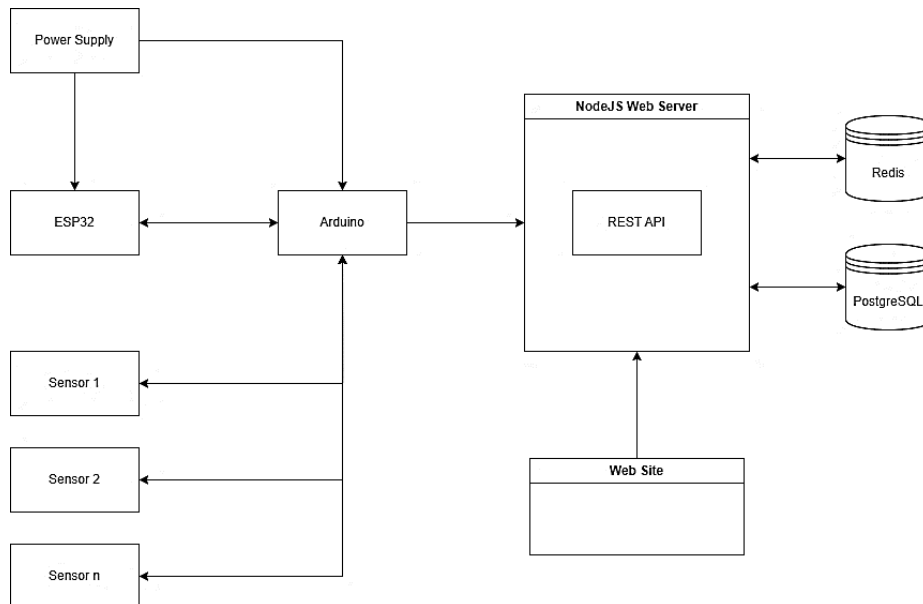 Power Supply
NodeJS Web Server
Redis
ESP32
Arduino
REST API
PostgreSQL
Sensor 1
Sensor 2
Web Site
Sensor n